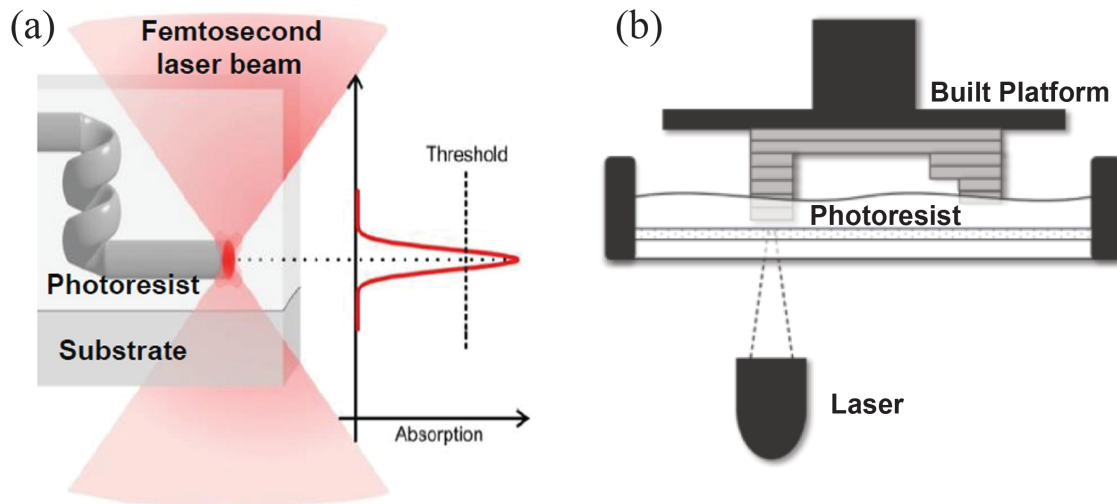 (a)
Femtosecond
laser beam
Threshold
Photoresist
Substrate
Absorption
(b)
Built Platform
Photoresist
Laser